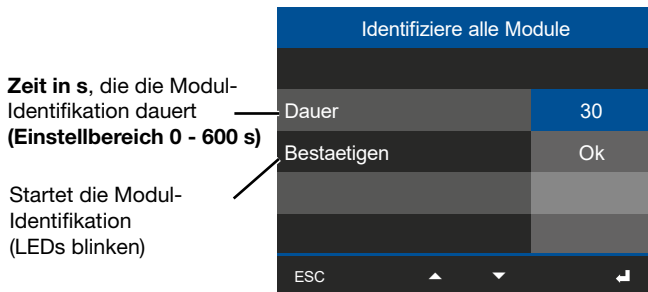 Identifiziere alle Module
Zeit in s, die die Modul-
Identifikation dauert
(Einstellbereich 0 - 600 s)
Dauer 30
Bestaetigen Ok
Startet die Modul-
Identifikation
(LEDs blinken)
ESC